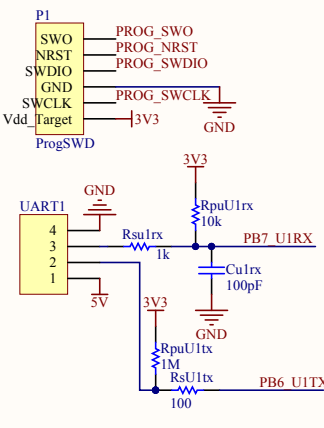 P1
SWO PROG_SWO
NRST PROG_NRST
SWDIO PROG_SWDIO
GND
SWCLK PROG_SWCLK
Vdd_Target 3V3
GND
ProgSWD
3V3
GND
UART1
RpuU1rx
10k
4
Rsu1rx
3
PB7_U1RX
1k
2
Cu1rx
1
100pF
5V
3V3
GND
RpuU1tx
1M
RsU1tx
PB6_U1TX
100